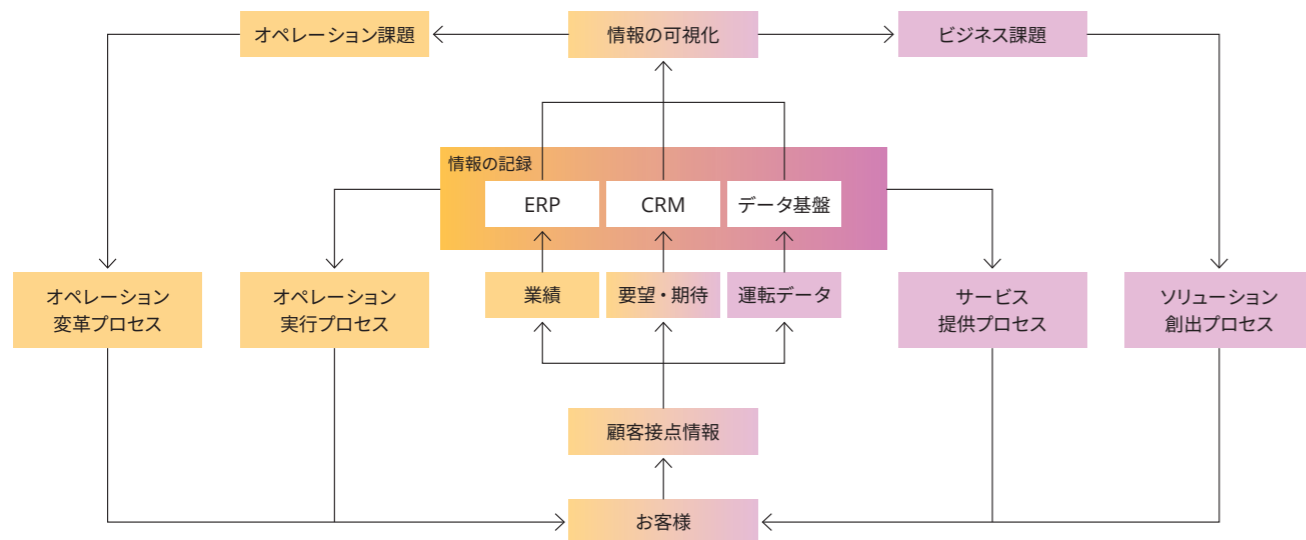 オペレーション課題
情報の可視化
ビジネス課題
情報の記録
ERP
CRM
データ基盤
オペレーション
変革プロセス
オペレーション
実行プロセス
業績
要望・期待
運転データ
サービス
提供プロセス
ソリューション
創出プロセス
顧客接点情報
お客様